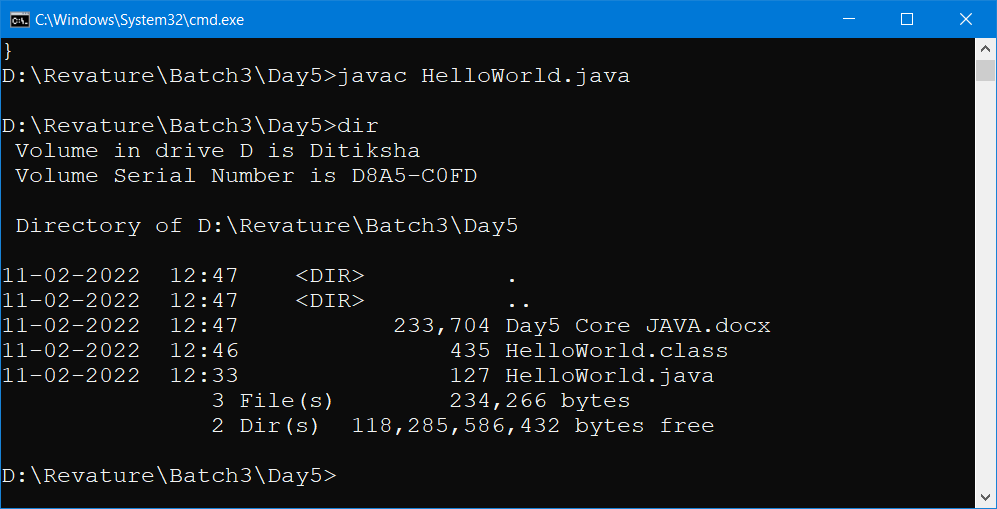 C:\Windows\System32\cmd.exe
}
D:\Revature\Batch3\Day5>javac HelloWorld.java
D:\Revature\Batch3\Day5>dir
Volume in drive D is Ditiksha
Volume Serial Number is D8A5-C0FD
Directory of D:\Revature\Batch3\Day5
11-02-2022  12:47    <DIR>          .
11-02-2022  12:47    <DIR>          ..
11-02-2022  12:47           233,704 Day5 Core JAVA.docx
11-02-2022  12:46               435 HelloWorld.class
11-02-2022  12:33               127 HelloWorld.java
3 File(s)        234,266 bytes
2 Dir(s)  118,285,586,432 bytes free
D:\Revature\Batch3\Day5>